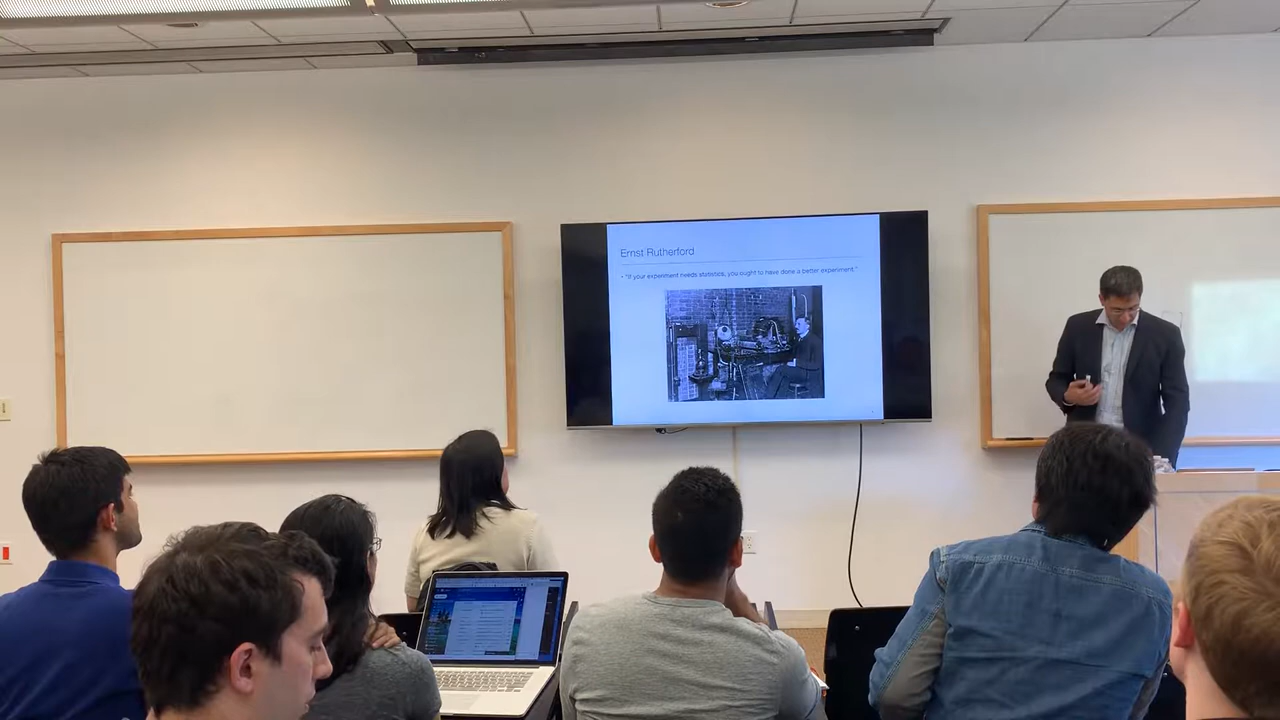 Ernst Rutherford
• "If your experiment needs statistics, you ought to have done a better experiment."